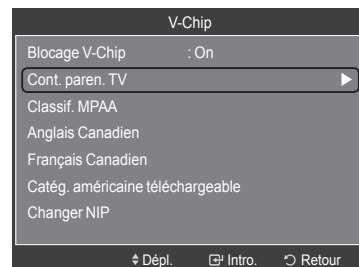 V-Chip
Blocage V-Chip : On
Cont. paren. TV
Classif. MPAA
Anglais Canadien
Français Canadien
Catég. américaine téléchargeable
Changer NIP
Dépl. Intro. Retour